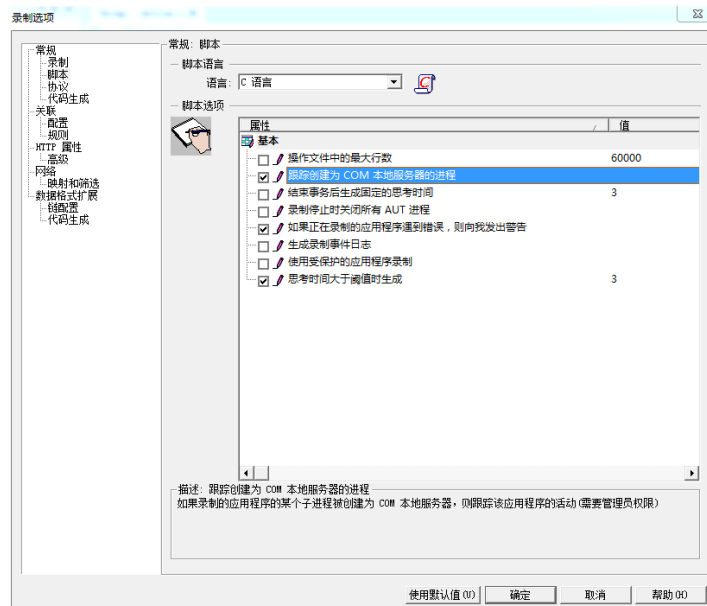 录制选项
常规
录制
脚本
协议
代码生成
关联
配置
规则
HTTP 属性
高级
网络
映射和筛选
数据格式扩展
链配置
代码生成
常规: 脚本
脚本语言
语言: C 语言
脚本选项
属性 / 值
基本
操作文件中的最大行数 60000
跟踪创建为 COM 本地服务器的进程
结束事务后生成固定的思考时间 3
录制停止时关闭所有 AUT 进程
如果正在录制的应用程序遇到错误，则向我发出警告
生成录制事件日志
使用受保护的应用程序录制
思考时间大于阈值时生成 3
描述: 跟踪创建为 COM 本地服务器的进程
如果录制的应用程序的某个子进程被创建为 COM 本地服务器，则跟踪该应用程序的活动(需要管理员权限)
使用默认值(U) 确定 取消 帮助(H)